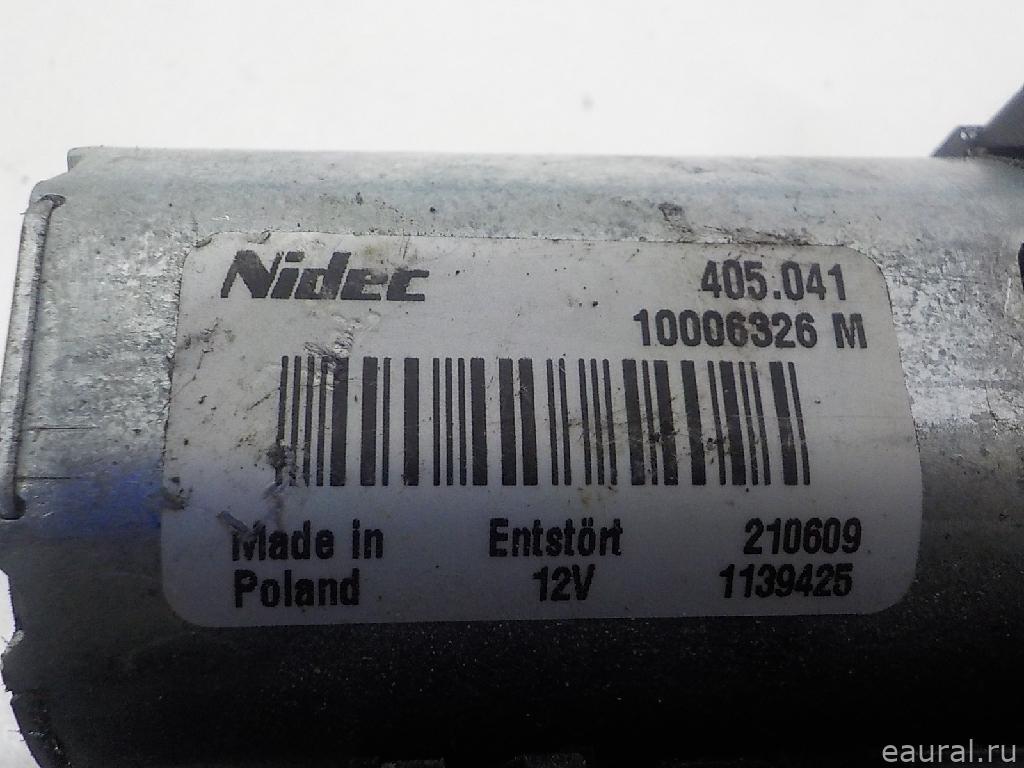 Nidec 405.041
10006326 M
Made in Entstört 210609
Poland 12V 1139425
eaural.ru